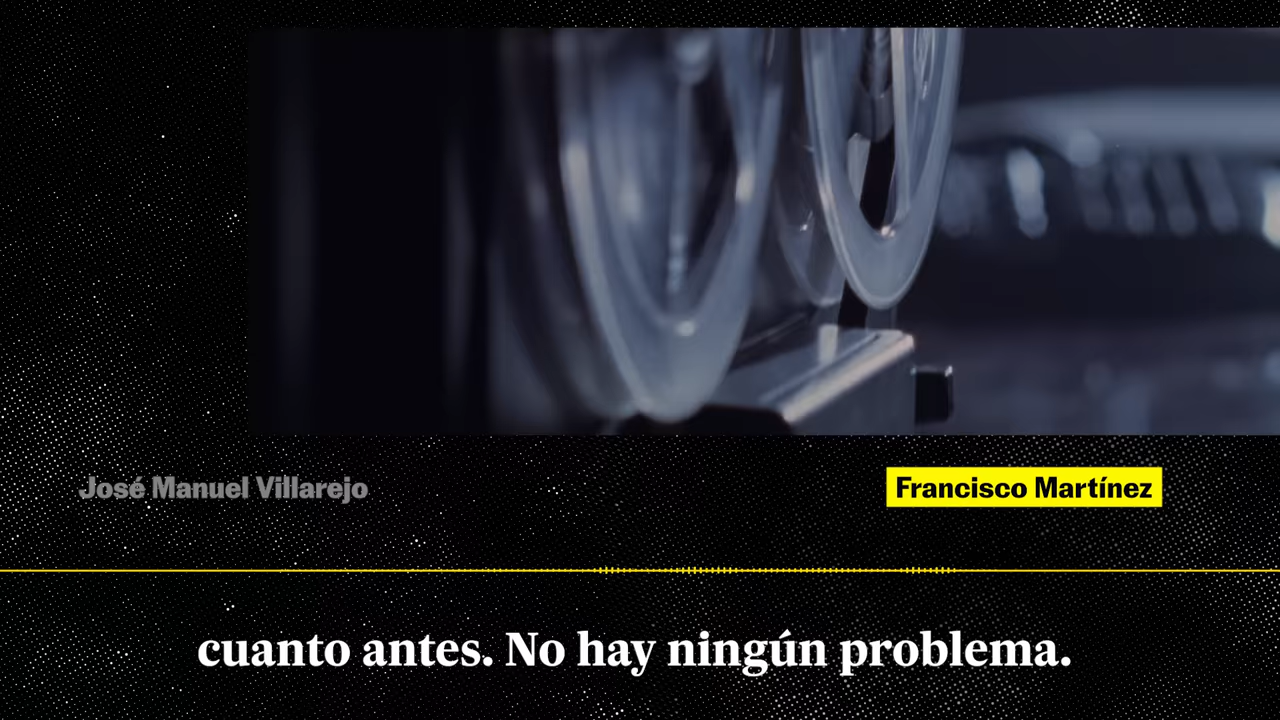 José Manuel Villarejo
Francisco Martínez
cuanto antes. No hay ningún problema.